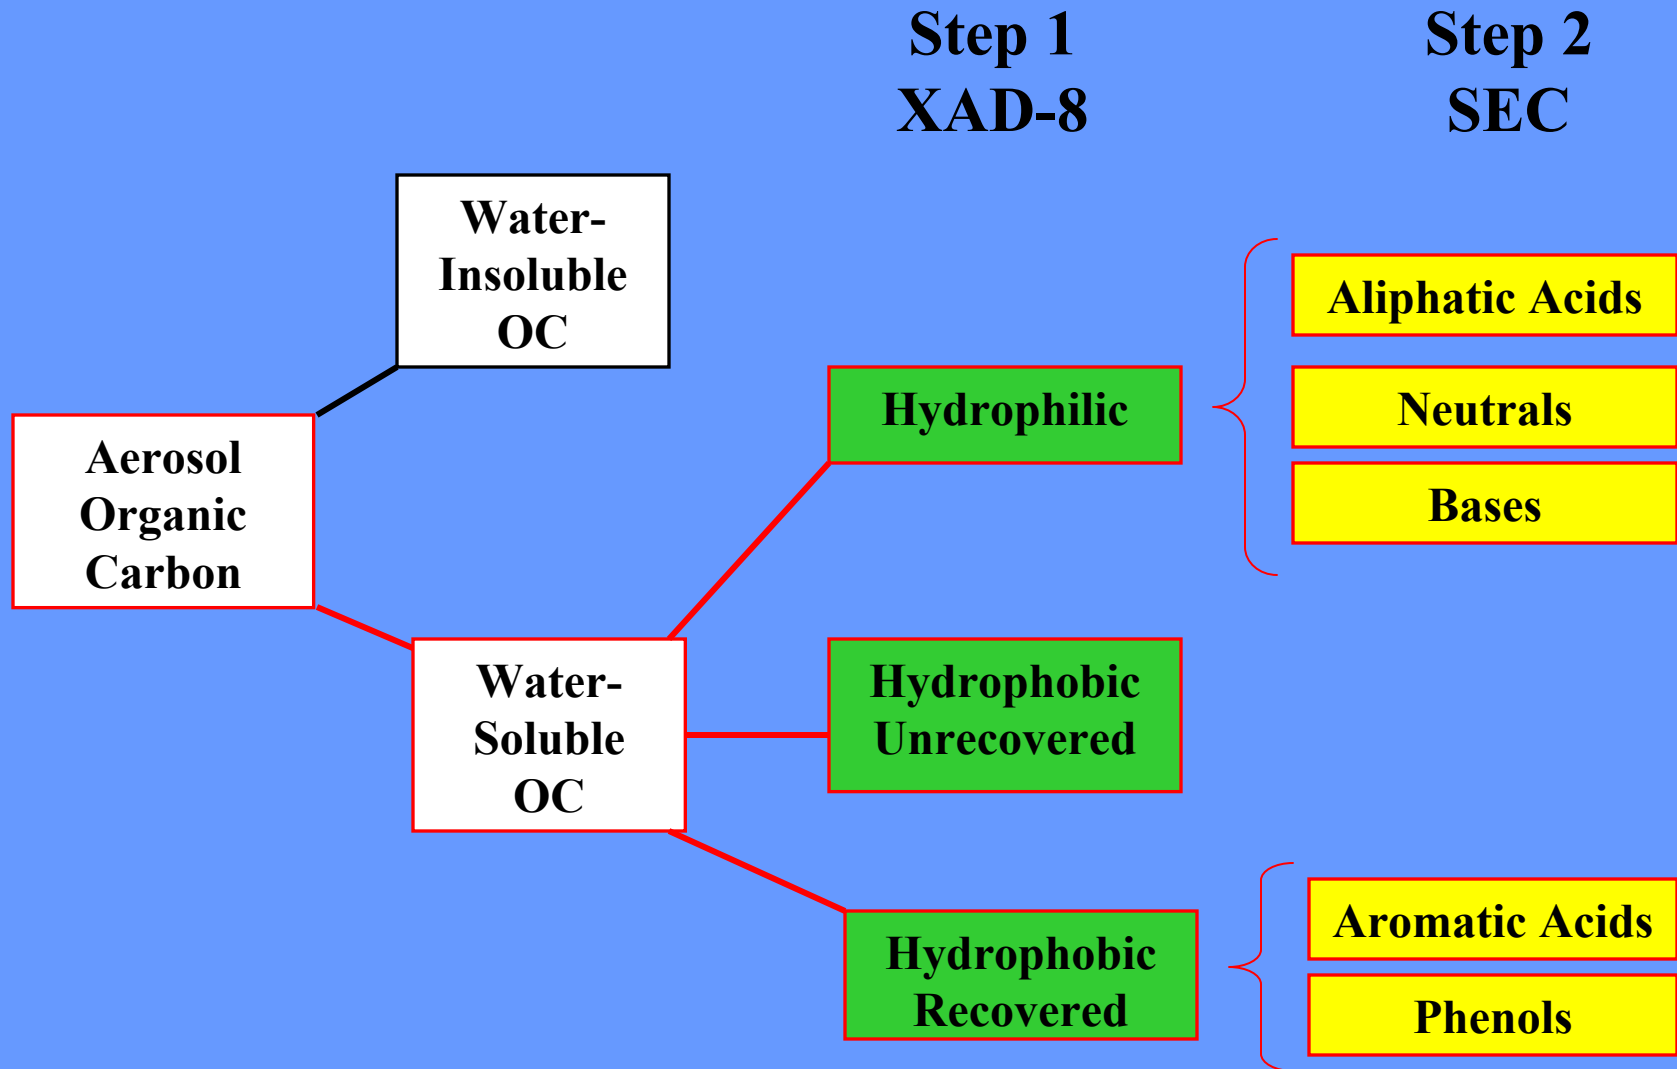 Step 1
XAD-8
Step 2
SEC
Water-
Insoluble
OC
Aerosol
Organic
Carbon
Water-
Soluble
OC
Hydrophilic
Hydrophobic
Unrecovered
Hydrophobic
Recovered
Aliphatic Acids
Neutrals
Bases
Aromatic Acids
Phenols